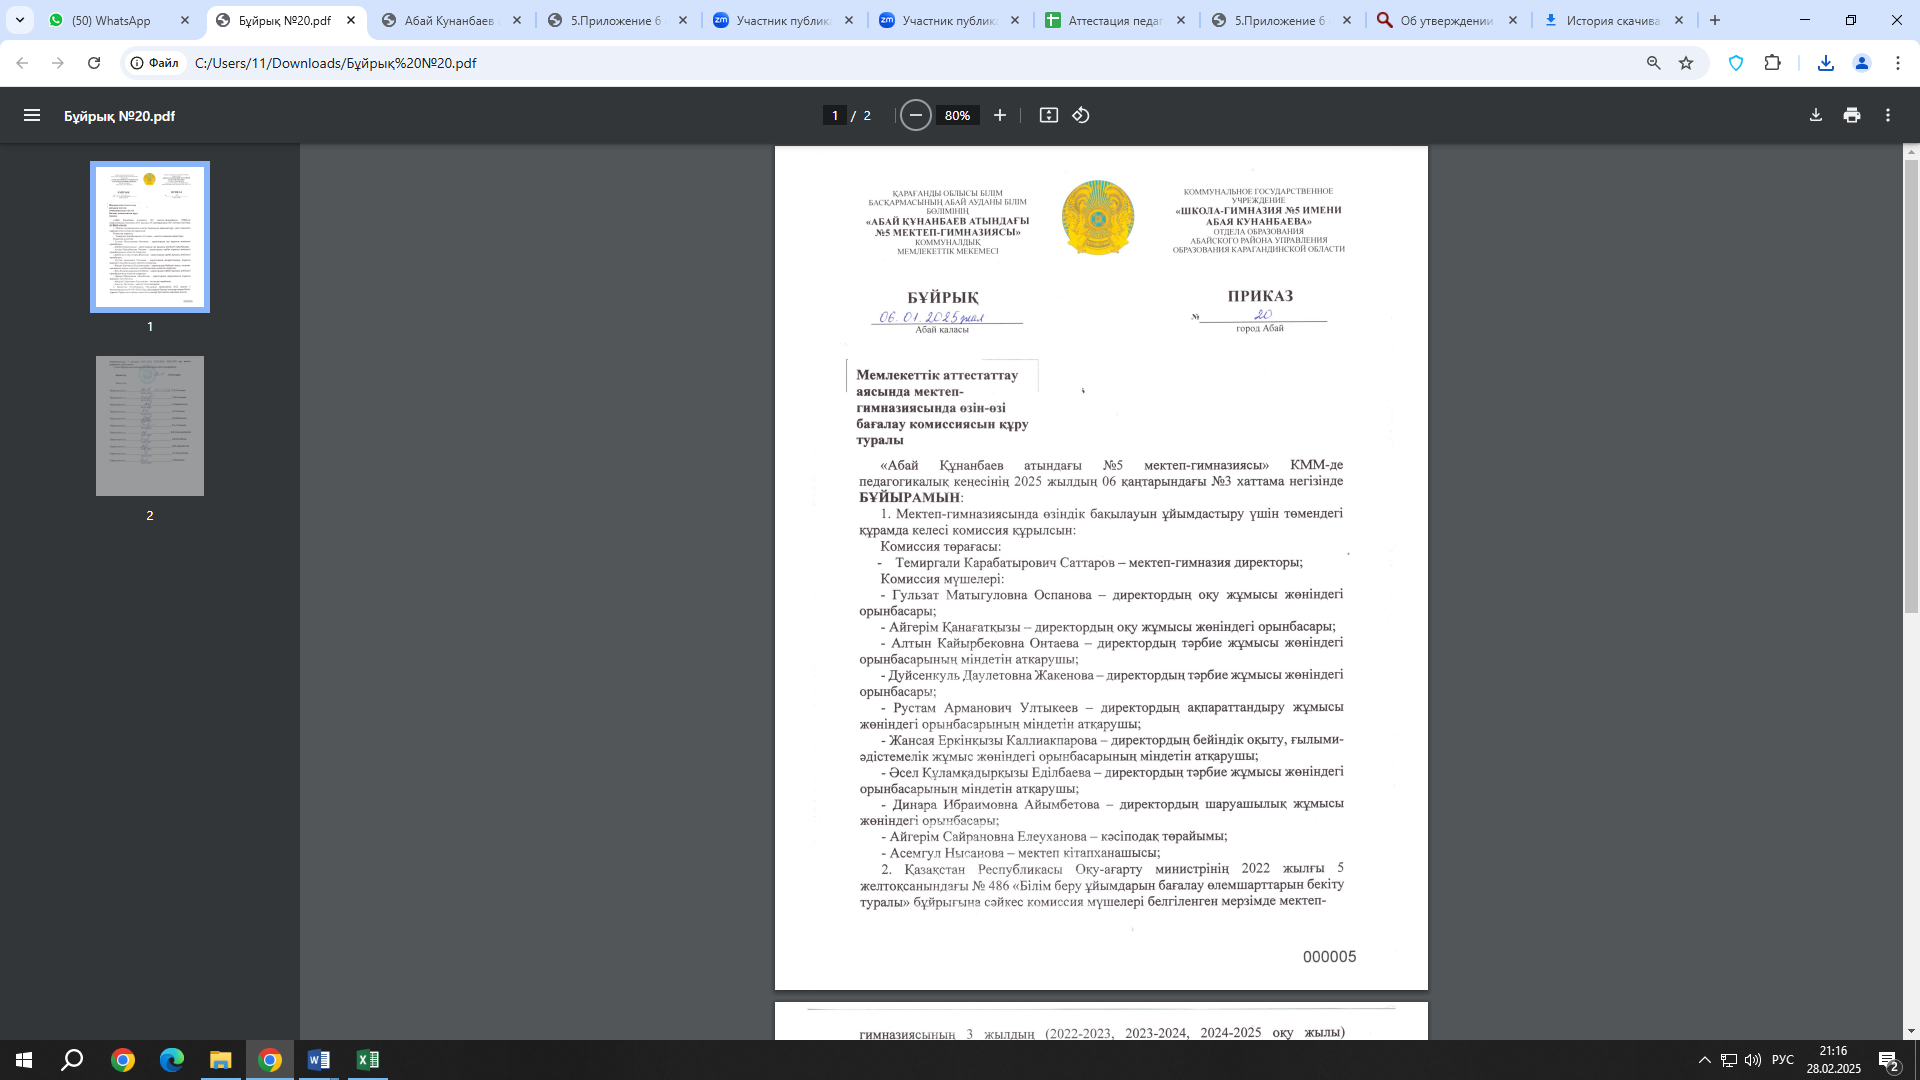 (50) WhatsApp
Бұйрық №20.pdf
Абай Кунанбаев
5.Приложение 6
Участник публик
Участник публик
Аттестация педаг
5.Приложение 6
Об утверждении
История скачива
Файл
C:/Users/11/Downloads/Бұйрық%20№20.pdf
Бұйрық №20.pdf
1 / 2
80%
1
2
ҚАРАҒАНДЫ ОБЛЫСЫ БІЛІМ
БАСҚАРМАСЫНЫҢ АБАЙ АУДАНЫ БІЛІМ
БӨЛІМІНІҢ
«АБАЙ ҚҰНАНБАЕВ АТЫНДАҒЫ
№5 МЕКТЕП-ГИМНАЗИЯСЫ»
КОММУНАЛДЫҚ
МЕМЛЕКЕТТІК МЕКЕМЕСІ
КОММУНАЛЬНОЕ ГОСУДАРСТВЕННОЕ
УЧРЕЖДЕНИЕ
«ШКОЛА-ГИМНАЗИЯ №5 ИМЕНИ
АБАЯ КУНАНБАЕВА»
ОТДЕЛА ОБРАЗОВАНИЯ
АБАЙСКОГО РАЙОНА УПРАВЛЕНИЯ
ОБРАЗОВАНИЯ КАРАГАНДИНСКОЙ ОБЛАСТИ
БҰЙРЫҚ
06. 01. 2025 жыл
Абай қаласы
ПРИКАЗ
№ 20
город Абай
Мемлекеттік аттестаттау
аясында мектеп-
гимназиясында өзін-өзі
бағалау комиссиясын құру
туралы
«Абай Құнанбаев атындағы №5 мектеп-гимназиясы» КММ-де
педагогикалық кеңесінің 2025 жылдың 06 қаңтарындағы №3 хаттама негізінде
БҰЙЫРАМЫН:
1. Мектеп-гимназиясында өзіндік бақылауын ұйымдастыру үшін төмендегі
құрамда келесі комиссия құрылсын:
Комиссия төрағасы:
- Темиргали Карабатырович Саттаров – мектеп-гимназия директоры;
Комиссия мүшелері:
- Гульзат Матыгуловна Оспанова – директордың оқу жұмысы жөніндегі
орынбасары;
- Айгерім Қанағатқызы – директордың оқу жұмысы жөніндегі орынбасары;
- Алтын Кайырбековна Онтаева – директордың тәрбие жұмысы жөніндегі
орынбасарының міндетін атқарушы;
- Дуйсенкуль Даулетовна Жакенова – директордың тәрбие жұмысы жөніндегі
орынбасары;
- Рустам Арманович Ултыкеев – директордың ақпараттандыру жұмысы
жөніндегі орынбасарының міндетін атқарушы;
- Жансая Еркінқызы Каллиакпарова – директордың бейіндік оқыту, ғылыми-
әдістемелік жұмыс жөніндегі орынбасарының міндетін атқарушы;
- Әсел Құламқадырқызы Еділбаева – директордың тәрбие жұмысы жөніндегі
орынбасарының міндетін атқарушы;
- Динара Ибраимовна Айымбетова – директордың шаруашылық жұмысы
жөніндегі орынбасары;
- Айгерім Сайрановна Елеуханова – кәсіподақ төрайымы;
- Асемгул Нысанова – мектеп кітапханашысы;
2. Қазақстан Республикасы Оқу-ағарту министрінің 2022 жылғы 5
желтоқсанындағы № 486 «Білім беру ұйымдарын бағалау өлемшарттарын бекіту
туралы» бұйрығына сәйкес комиссия мүшелері белгіленген мерзімде мектеп-
000005
гимназиясының 3 жылдың (2022-2023, 2023-2024, 2024-2025 оқу жылы)
РУС
21:16
28.02.2025
2